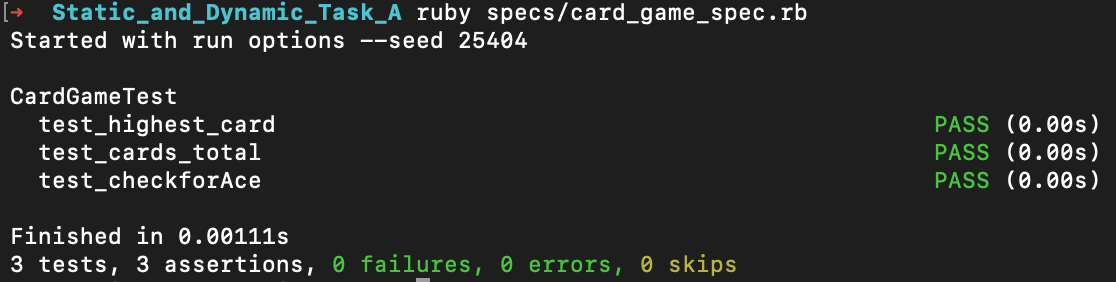 [→ Static_and_Dynamic_Task_A ruby specs/card_game_spec.rb
Started with run options --seed 25404
CardGameTest
test_highest_card PASS (0.00s)
test_cards_total PASS (0.00s)
test_checkforAce PASS (0.00s)
Finished in 0.00111s
3 tests, 3 assertions, 0 failures, 0 errors, 0 skips